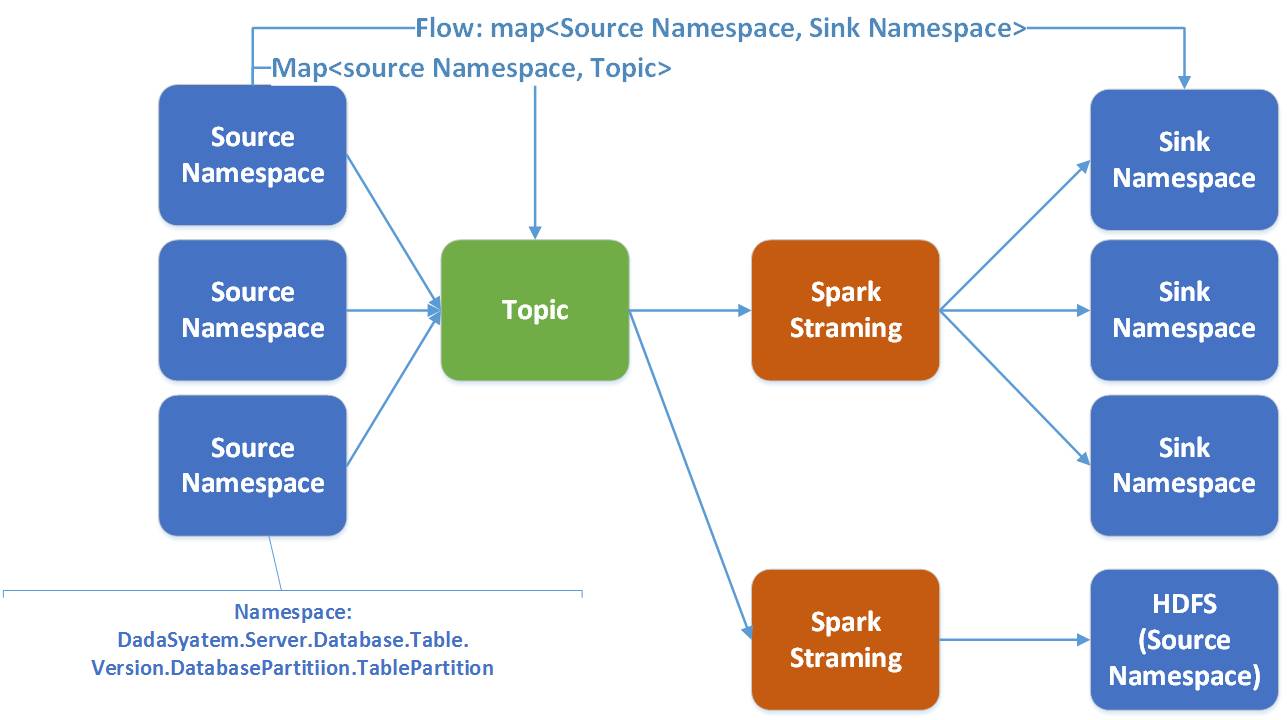 Flow: map<Source Namespace, Sink Namespace>
Map<source Namespace, Topic>
Source
Namespace
Source
Namespace
Source
Namespace
Topic
Spark
Straming
Spark
Straming
Sink
Namespace
Sink
Namespace
Sink
Namespace
HDFS
(Source
Namespace)
Namespace:
DadaSyatem.Server.Database.Table.
Version.DatabasePartitiion.TablePartition